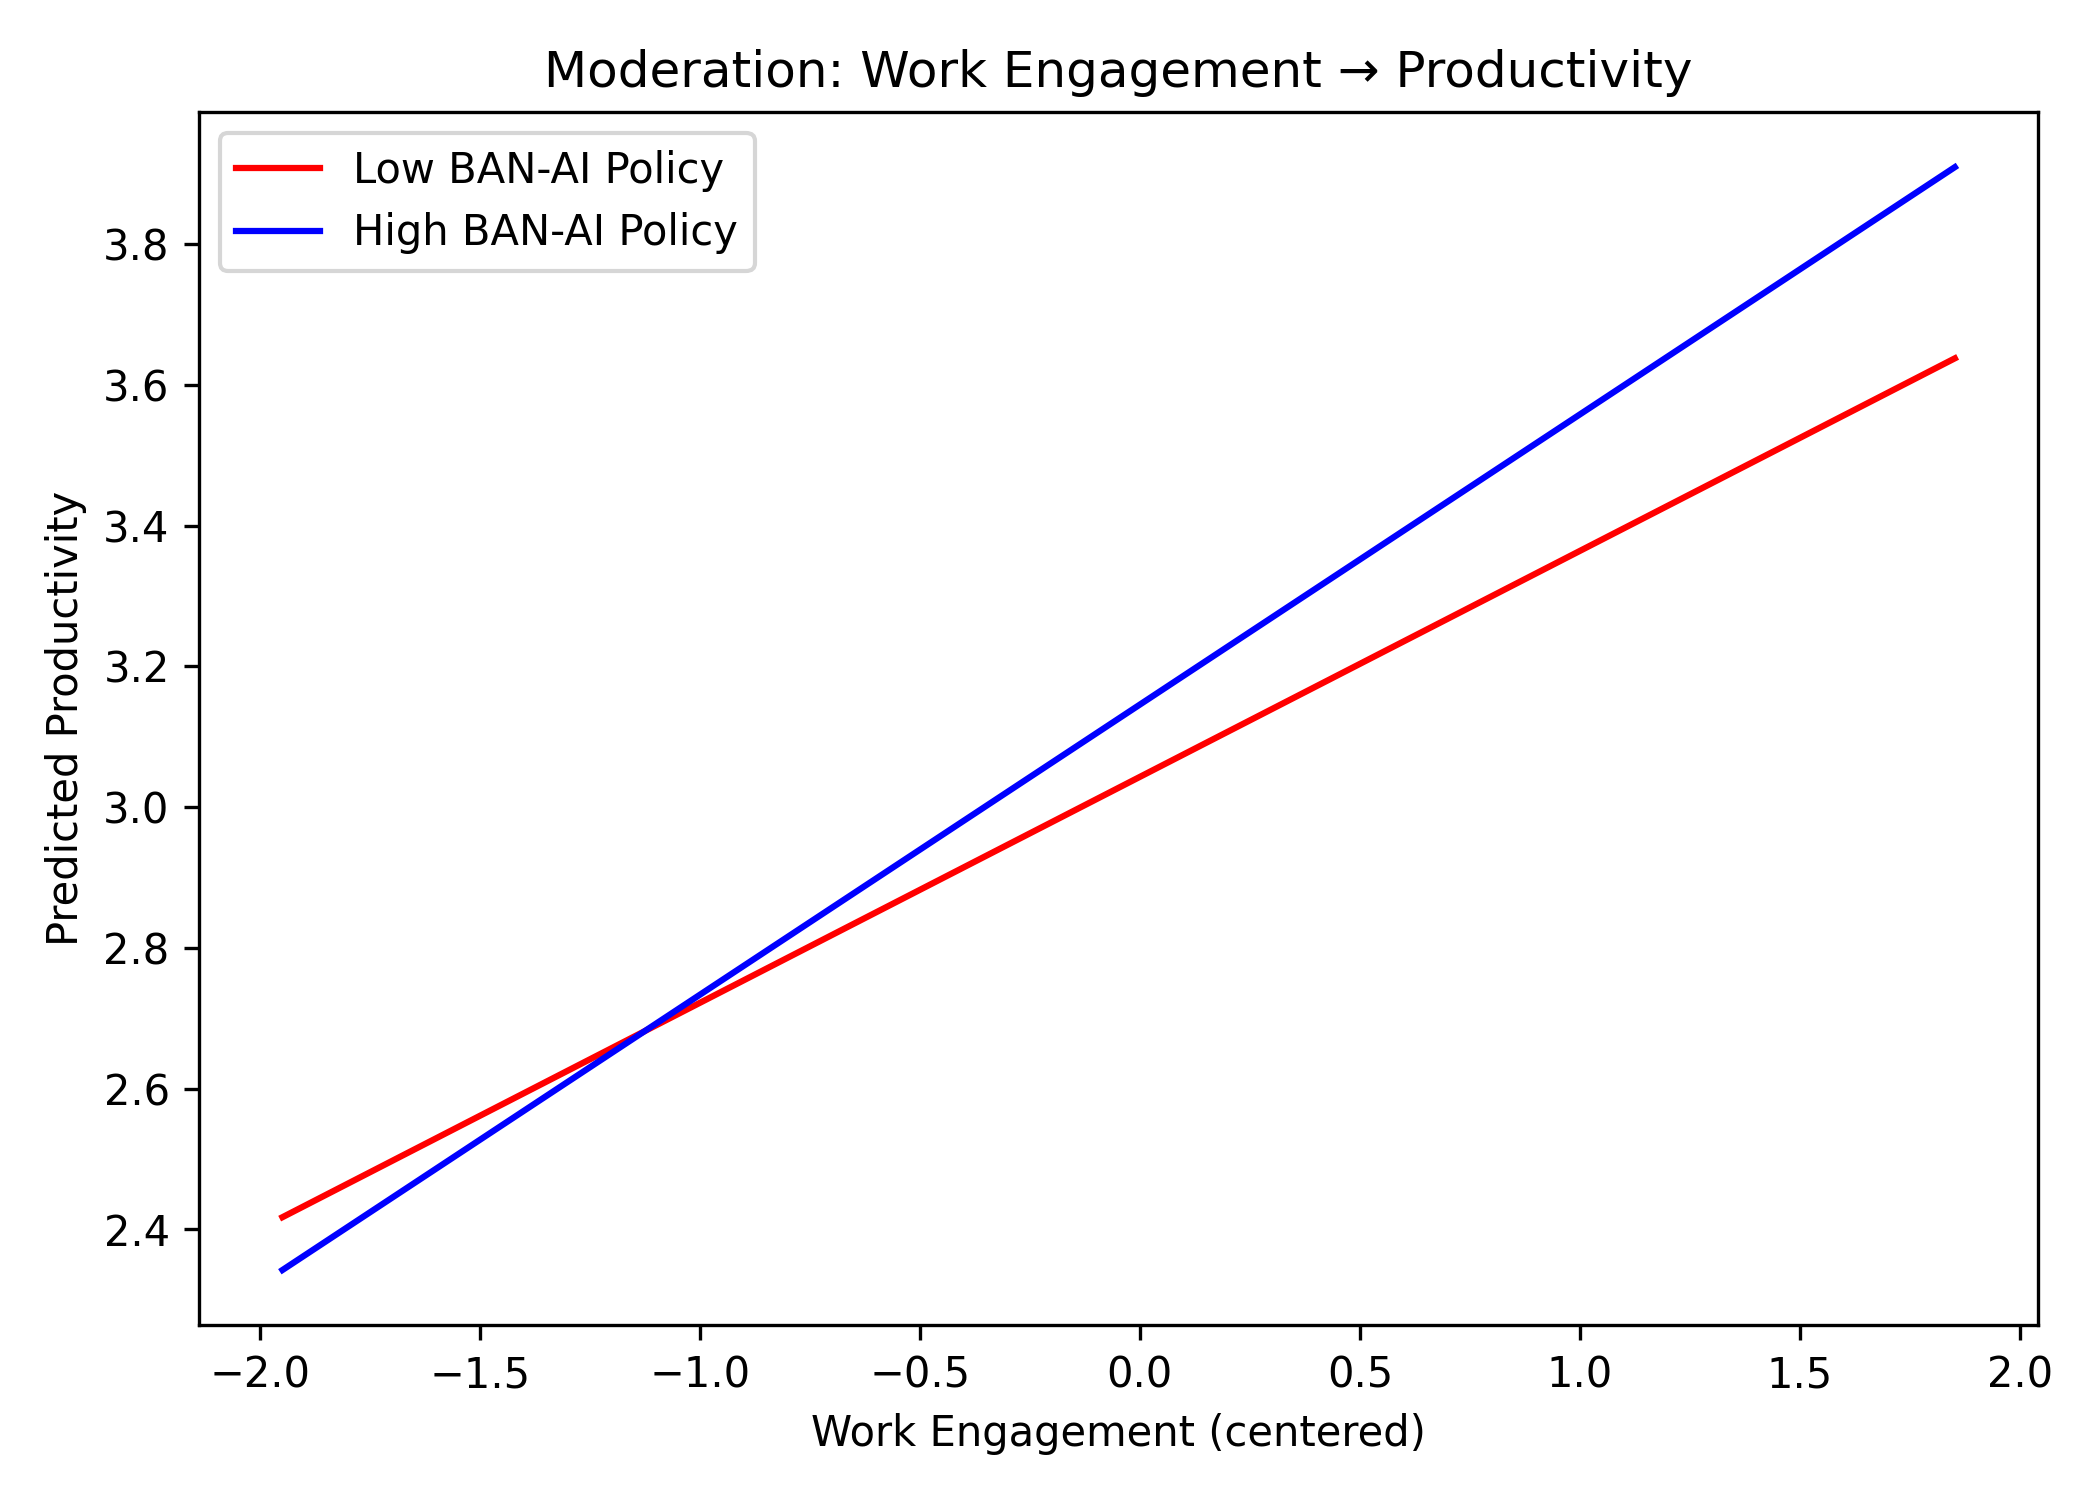 Moderation: Work Engagement → Productivity
Low BAN-AI Policy
High BAN-AI Policy
3.8
3.6
3.4
3.2
3.0
2.8
2.6
2.4
Predicted Productivity
−2.0 −1.5 −1.0 −0.5 0.0 0.5 1.0 1.5 2.0
Work Engagement (centered)